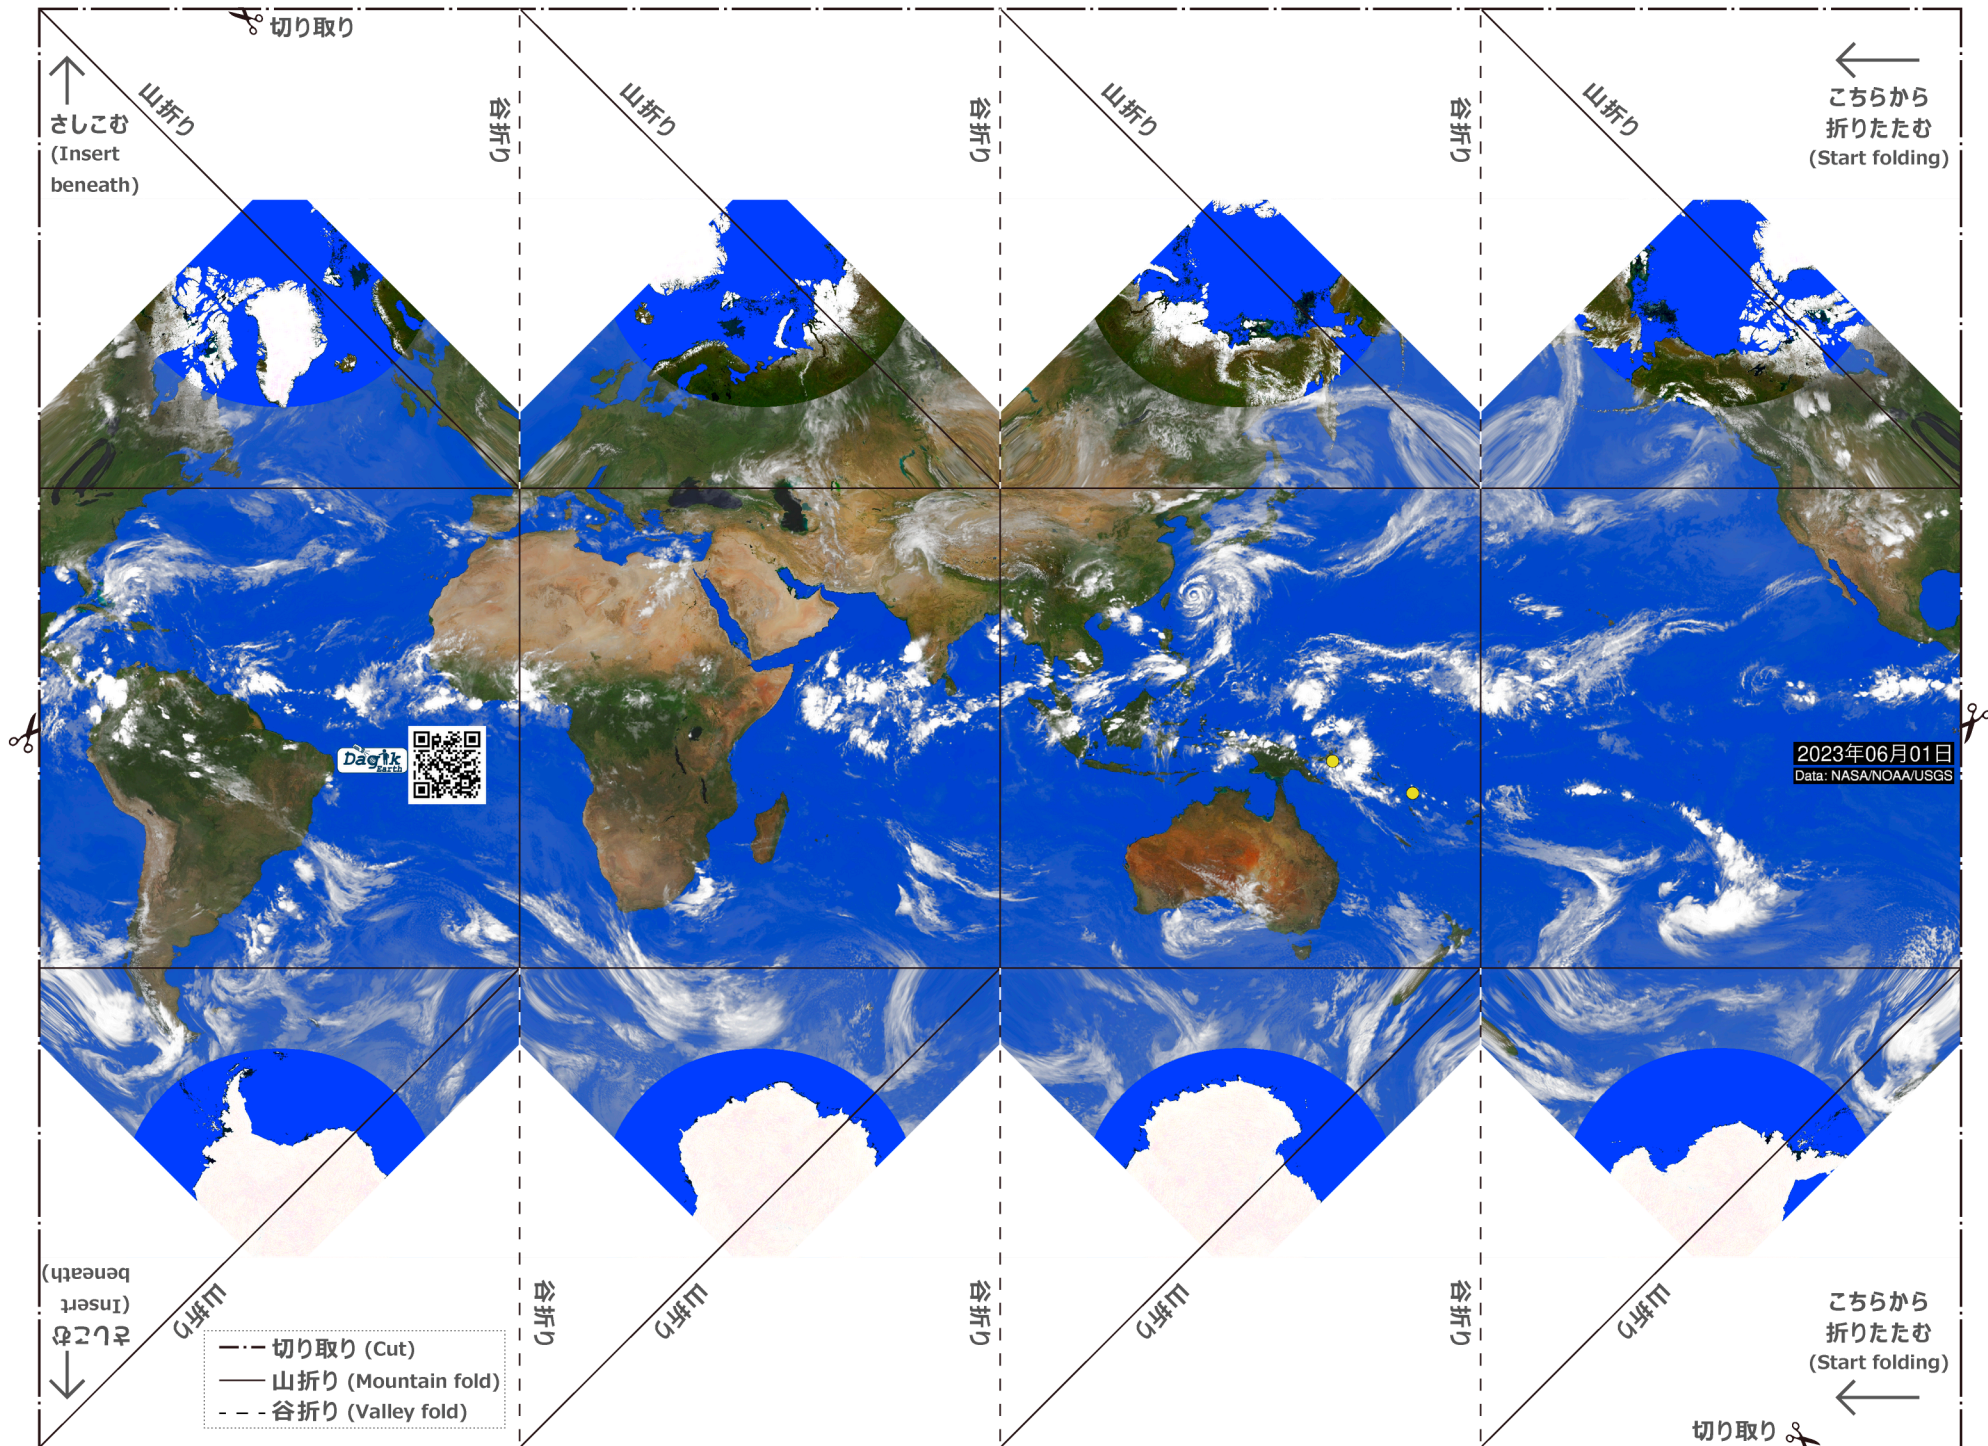 切り取り
さしこむ
(Insert
beneath)
山折り
谷折り
山折り
谷折り
山折り
谷折り
山折り
こちらから
折りたたむ
(Start folding)
Dagik
Earth
2023年06月01日
Data: NASA/NOAA/USGS
さしこむ
(Insert
beneath)
山折り
谷折り
山折り
谷折り
山折り
谷折り
山折り
こちらから
折りたたむ
(Start folding)
切り取り (Cut)
山折り (Mountain fold)
谷折り (Valley fold)
切り取り